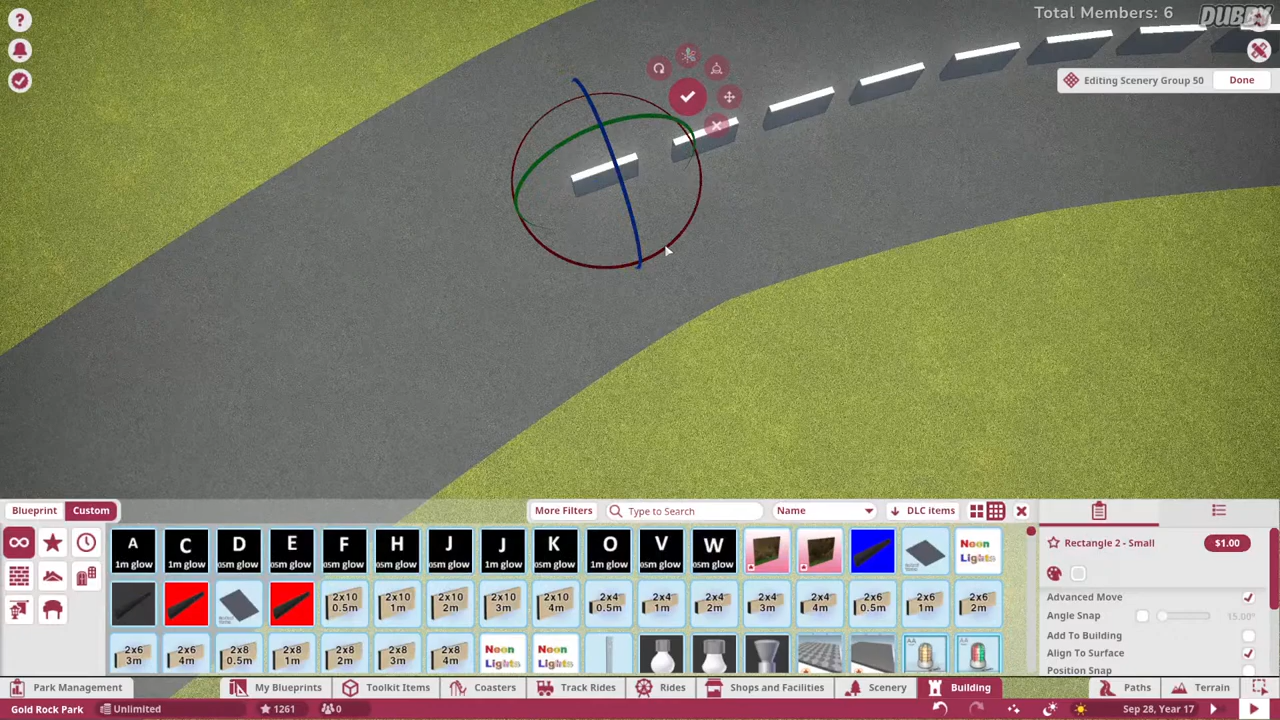 Total Members: 6
DUBBY
?
Editing Scenery Group 50
Done
Blueprint
Custom
More Filters
Type to Search
Name
DLC items
A
1m glow
C
1m glow
D
05m glow
E
1m glow
F
05m glow
H
05m glow
J
05m glow
J
1m glow
K
05m glow
O
1m glow
V
05m glow
W
05m glow
Neon
Lights
Rectangle 2 - Small
$1.00
2x10
0.5m
2x10
1m
2x10
2m
2x10
3m
2x10
4m
2x4
0.5m
2x4
1m
2x4
2m
2x4
3m
2x4
4m
2x6
0.5m
2x6
1m
2x6
2m
Advanced Move
Angle Snap
15.00°
Add To Building
Align To Surface
Position Snap
2x6
3m
2x6
4m
2x8
0.5m
2x8
1m
2x8
2m
2x8
3m
2x8
4m
Neon
Lights
Neon
Lights
Park Management
My Blueprints
Toolkit Items
Coasters
Track Rides
Rides
Shops and Facilities
Scenery
Building
Paths
Terrain
Gold Rock Park
Unlimited
1261
0
Sep 28, Year 17